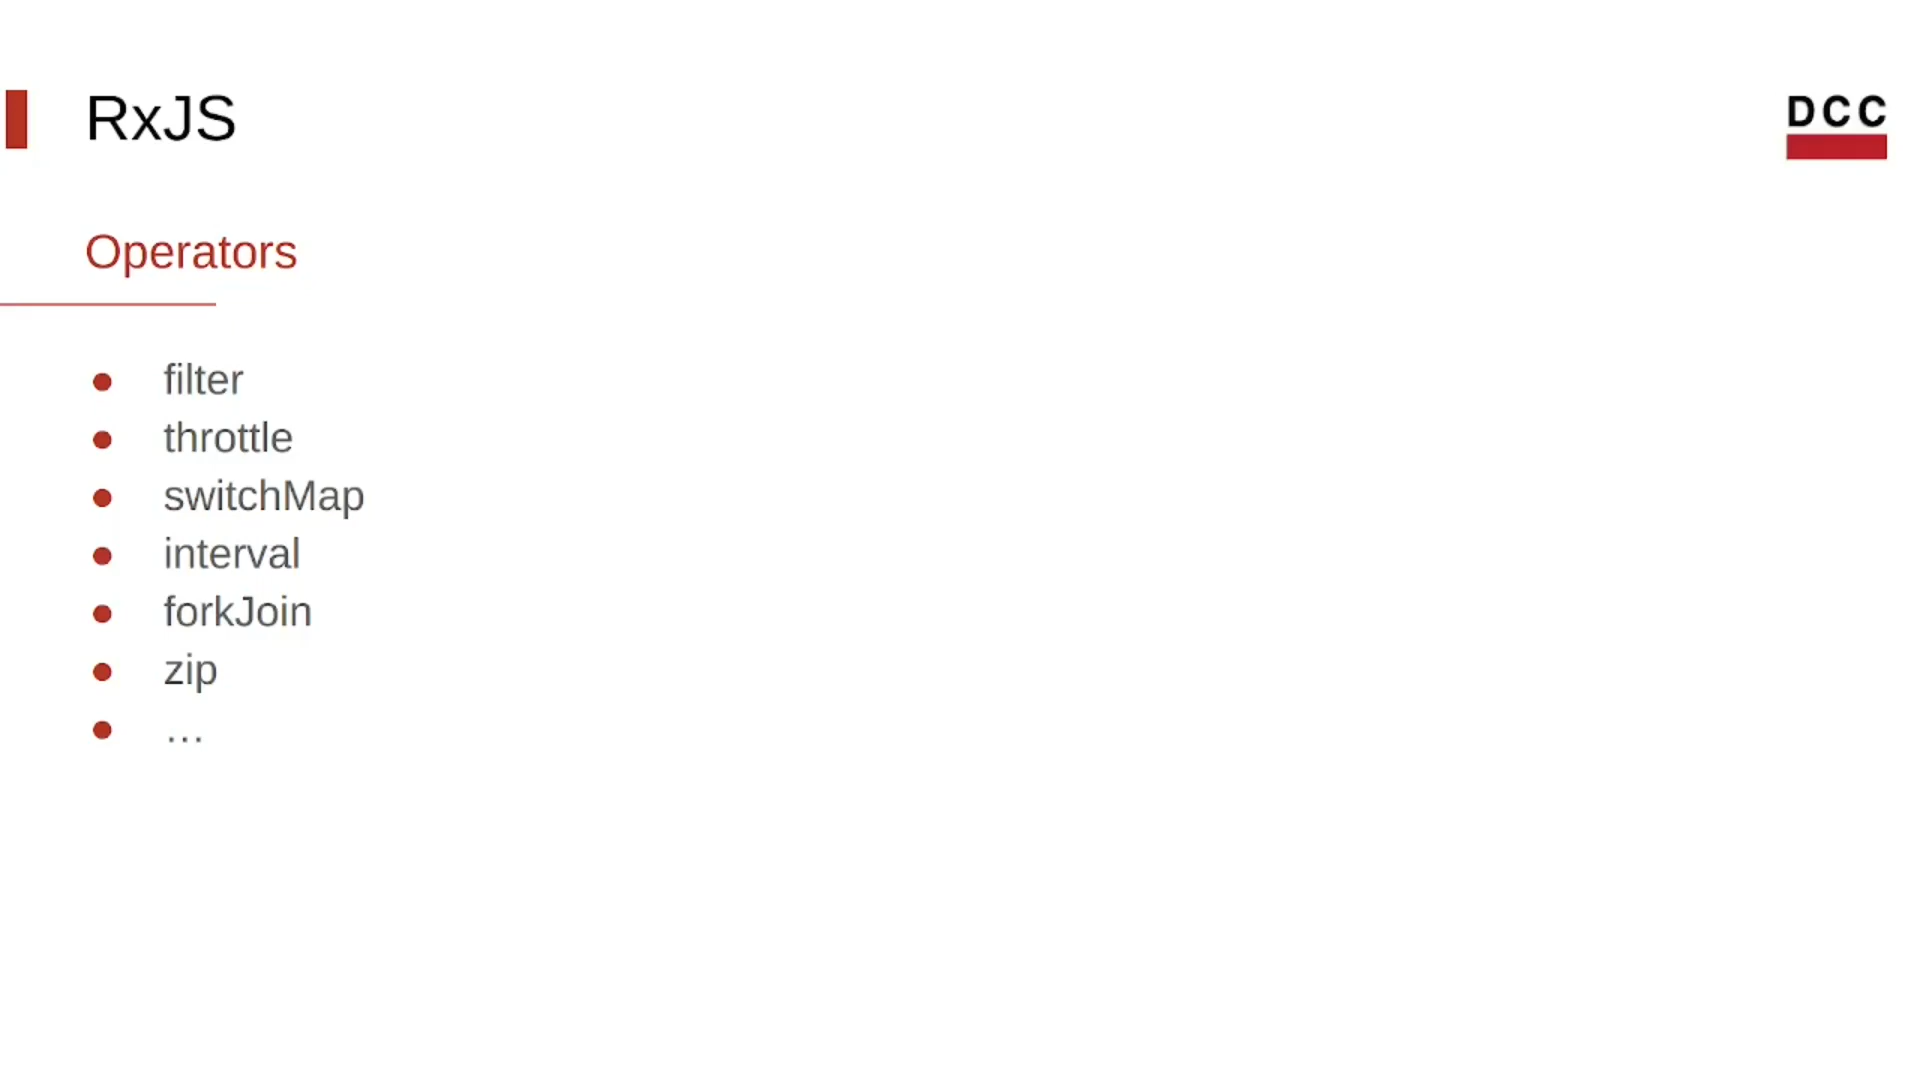 RxJS
DCC
Operators
● filter
● throttle
● switchMap
● interval
● forkJoin
● zip
● …